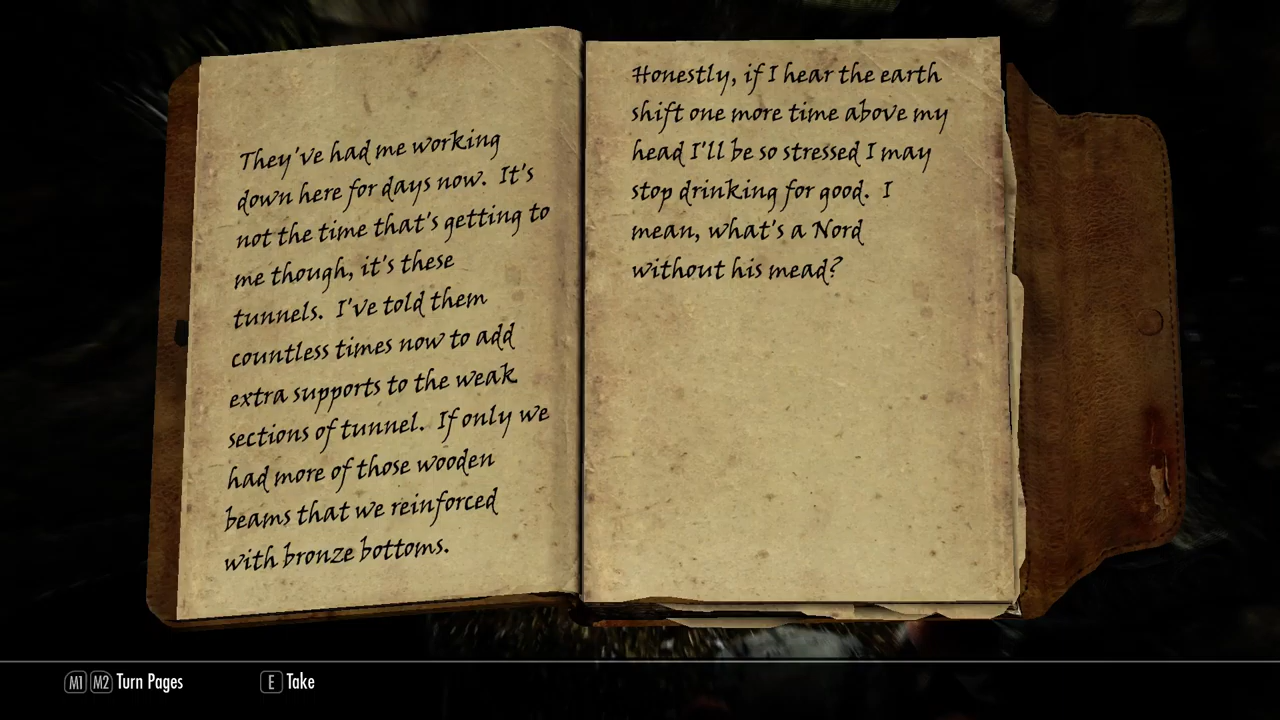 They've had me working
down here for days now.  It's
not the time that's getting to
me though, it's these
tunnels.  I've told them
countless times now to add
extra supports to the weak
sections of tunnel.  If only we
had more of those wooden
beams that we reinforced
with bronze bottoms.
Honestly, if I hear the earth
shift one more time above my
head I'll be so stressed I may
stop drinking for good.  I
mean, what's a Nord
without his mead?
M1 M2 Turn Pages
E Take